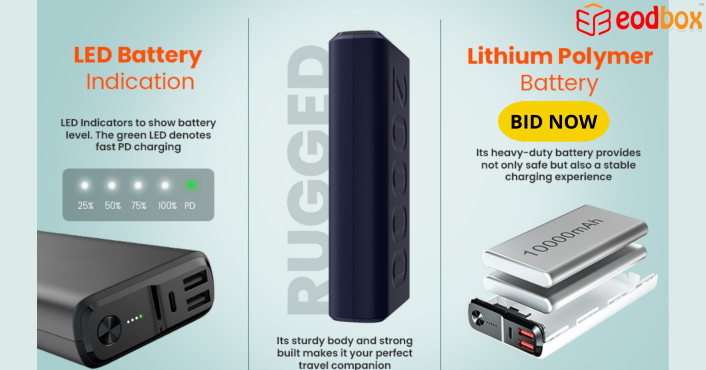 eodbox
LED Battery
Indication
LED Indicators to show battery
level. The green LED denotes
fast PD charging
25% 50% 75% 100% PD
RUGGED
20000
Its sturdy body and strong
built makes it your perfect
travel companion
Lithium Polymer
Battery
BID NOW
Its heavy-duty battery provides
not only safe but also a stable
charging experience
10000mAh